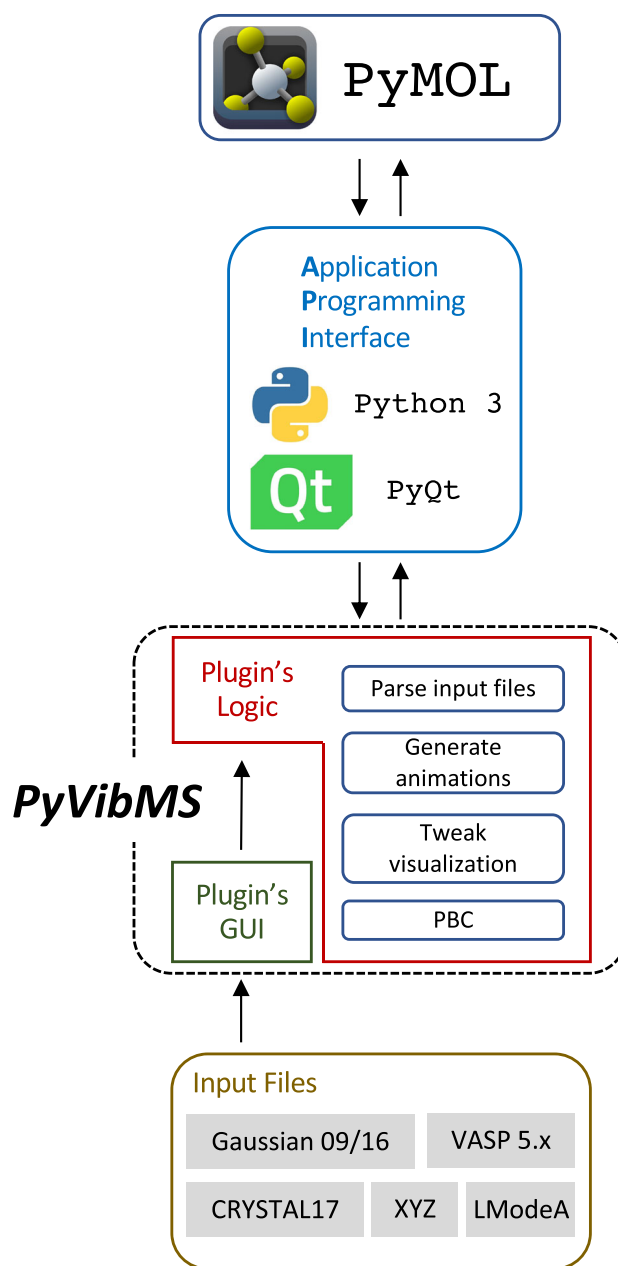 PyMOL
Application
Programming
Interface
Python 3
Qt
PyQt
Plugin's
Logic
Parse input files
Generate
animations
Tweak
visualization
PBC
PyVibMS
Plugin's
GUI
Input Files
Gaussian 09/16
VASP 5.x
CRYSTAL17
XYZ
LModeA